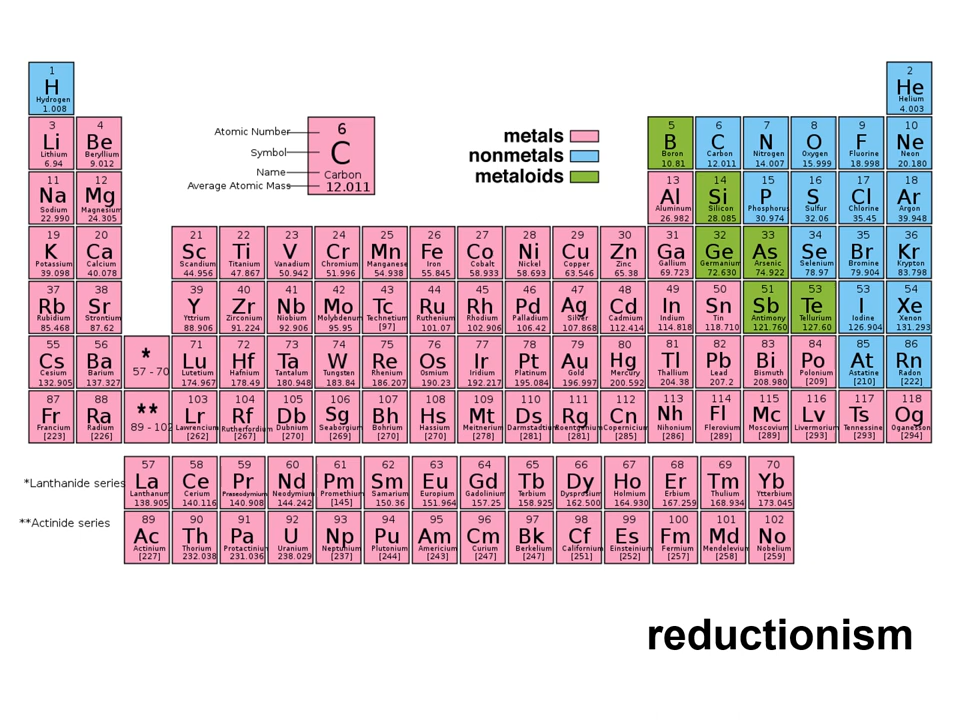 1 2
H He
Hydrogen Helium
1.008 4.003
Atomic Number 6
Symbol C
Name Carbon
Average Atomic Mass 12.011
metals
nonmetals
metaloids
3 4 5 6 7 8 9 10
Li Be B C N O F Ne
Lithium Beryllium Boron Carbon Nitrogen Oxygen Fluorine Neon
6.94 9.012 10.81 12.011 14.007 15.999 18.998 20.180
11 12 13 14 15 16 17 18
Na Mg Al Si P S Cl Ar
Sodium Magnesium Aluminum Silicon Phosphorus Sulfur Chlorine Argon
22.990 24.305 26.982 28.085 30.974 32.06 35.45 39.948
19 20 21 22 23 24 25 26 27 28 29 30 31 32 33 34 35 36
K Ca Sc Ti V Cr Mn Fe Co Ni Cu Zn Ga Ge As Se Br Kr
Potassium Calcium Scandium Titanium Vanadium Chromium Manganese Iron Cobalt Nickel Copper Zinc Gallium Germanium Arsenic Selenium Bromine Krypton
39.098 40.078 44.956 47.867 50.942 51.996 54.938 55.845 58.933 58.693 63.546 65.38 69.723 72.630 74.922 78.97 79.904 83.798
37 38 39 40 41 42 43 44 45 46 47 48 49 50 51 53 53 54
Rb Sr Y Zr Nb Mo Tc Ru Rh Pd Ag Cd In Sn Sb Te I Xe
Rubidium Strontium Yttrium Zirconium Niobium Molybdenum Technetium Ruthenium Rhodium Palladium Silver Cadmium Indium Tin Antimony Tellurium Iodine Xenon
85.468 87.62 88.906 91.224 92.906 95.95 [97] 101.07 102.906 106.42 107.868 112.414 114.818 118.710 121.760 127.60 126.904 131.293
55 56 * 71 72 73 74 75 76 77 78 79 80 81 82 83 84 85 86
Cs Ba 57 - 70 Lu Hf Ta W Re Os Ir Pt Au Hg Tl Pb Bi Po At Rn
Cesium Barium Lutetium Hafnium Tantalum Tungsten Rhenium Osmium Iridium Platinum Gold Mercury Thallium Lead Bismuth Polonium Astatine Radon
132.905 137.327 174.967 178.49 180.948 183.84 186.207 190.23 192.217 195.084 196.997 200.592 204.38 207.2 208.980 [209] [210] [222]
87 88 ** 103 104 105 106 107 108 109 110 111 112 113 114 115 116 117 118
Fr Ra 89 - 102 Lr Rf Db Sg Bh Hs Mt Ds Rg Cn Nh Fl Mc Lv Ts Og
Francium Radium Lawrencium Rutherfordium Dubnium Seaborgium Bohrium Hassium Meitnerium Darmstadtium Roentgenium Copernicium Nihonium Flerovium Moscovium Livermorium Tennessine Oganesson
[223] [226] [262] [267] [270] [269] [270] [270] [278] [281] [281] [285] [286] [289] [289] [293] [293] [294]
*Lanthanide series
57 58 59 60 61 62 63 64 65 66 67 68 69 70
La Ce Pr Nd Pm Sm Eu Gd Tb Dy Ho Er Tm Yb
Lanthanum Cerium Praseodymium Neodymium Promethium Samarium Europium Gadolinium Terbium Dysprosium Holmium Erbium Thulium Ytterbium
138.905 140.116 140.908 144.242 [145] 150.36 151.964 157.25 158.925 162.500 164.930 167.259 168.934 173.045
**Actinide series
89 90 91 92 93 94 95 96 97 98 99 100 101 102
Ac Th Pa U Np Pu Am Cm Bk Cf Es Fm Md No
Actinium Thorium Protactinium Uranium Neptunium Plutonium Americium Curium Berkelium Californium Einsteinium Fermium Mendelevium Nobelium
[227] 232.038 231.036 238.029 [237] [244] [243] [247] [247] [251] [252] [257] [258] [259]
reductionism